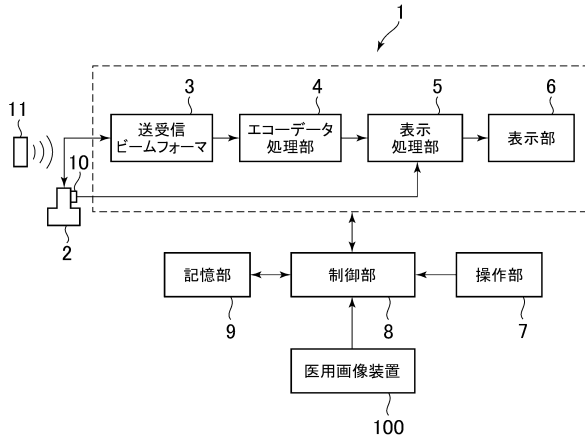 1
3
4
5
6
11
送受信
ビームフォーマ
エコーデータ
処理部
表示
処理部
表示部
10
2
記憶部
制御部
操作部
9
8
7
医用画像装置
100